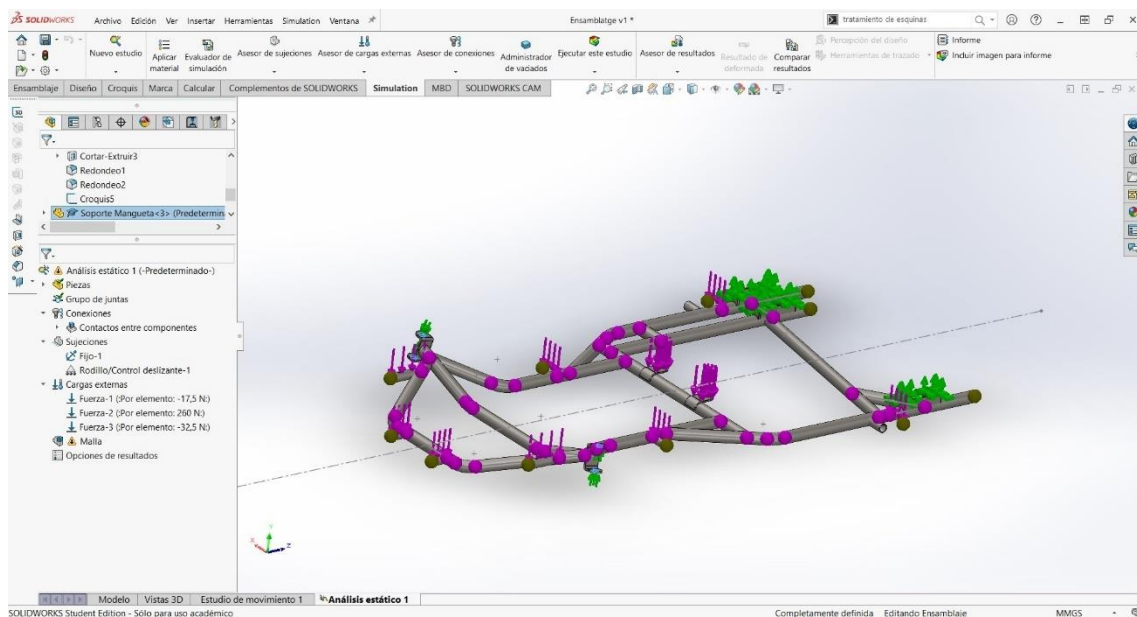 SOLIDWORKS Archivo Edición Ver Insertar Herramientas Simulation Ventana Ensamblatge v1 * tratamiento de esquinas
Nuevo estudio Aplicar material Evaluador de simulación Asesor de sujeciones Asesor de cargas externas Asesor de conexiones Administrador de vaciados Ejecutar este estudio Asesor de resultados Resultado de deformada Comparar resultados Percepción del diseño Herramientas de trazado Informe Incluir imagen para informe
Ensamblaje Diseño Croquis Marca Calcular Complementos de SOLIDWORKS Simulation MBD SOLIDWORKS CAM
Cortar-Extruir3
Redondeo1
Redondeo2
Croquis5
Soporte Mangueta<3> (Predetermin
Análisis estático 1 (-Predeterminado-)
Piezas
Grupo de juntas
Conexiones
Contactos entre componentes
Sujeciones
Fijo-1
Rodillo/Control deslizante-1
Cargas externas
Fuerza-1 (:Por elemento: -17,5 N:)
Fuerza-2 (:Por elemento: 260 N:)
Fuerza-3 (:Por elemento: -32,5 N:)
Malla
Opciones de resultados
Y
X
Z
Modelo Vistas 3D Estudio de movimiento 1 Análisis estático 1
SOLIDWORKS Student Edition - Sólo para uso académico Completamente definida Editando Ensamblaje MMGS